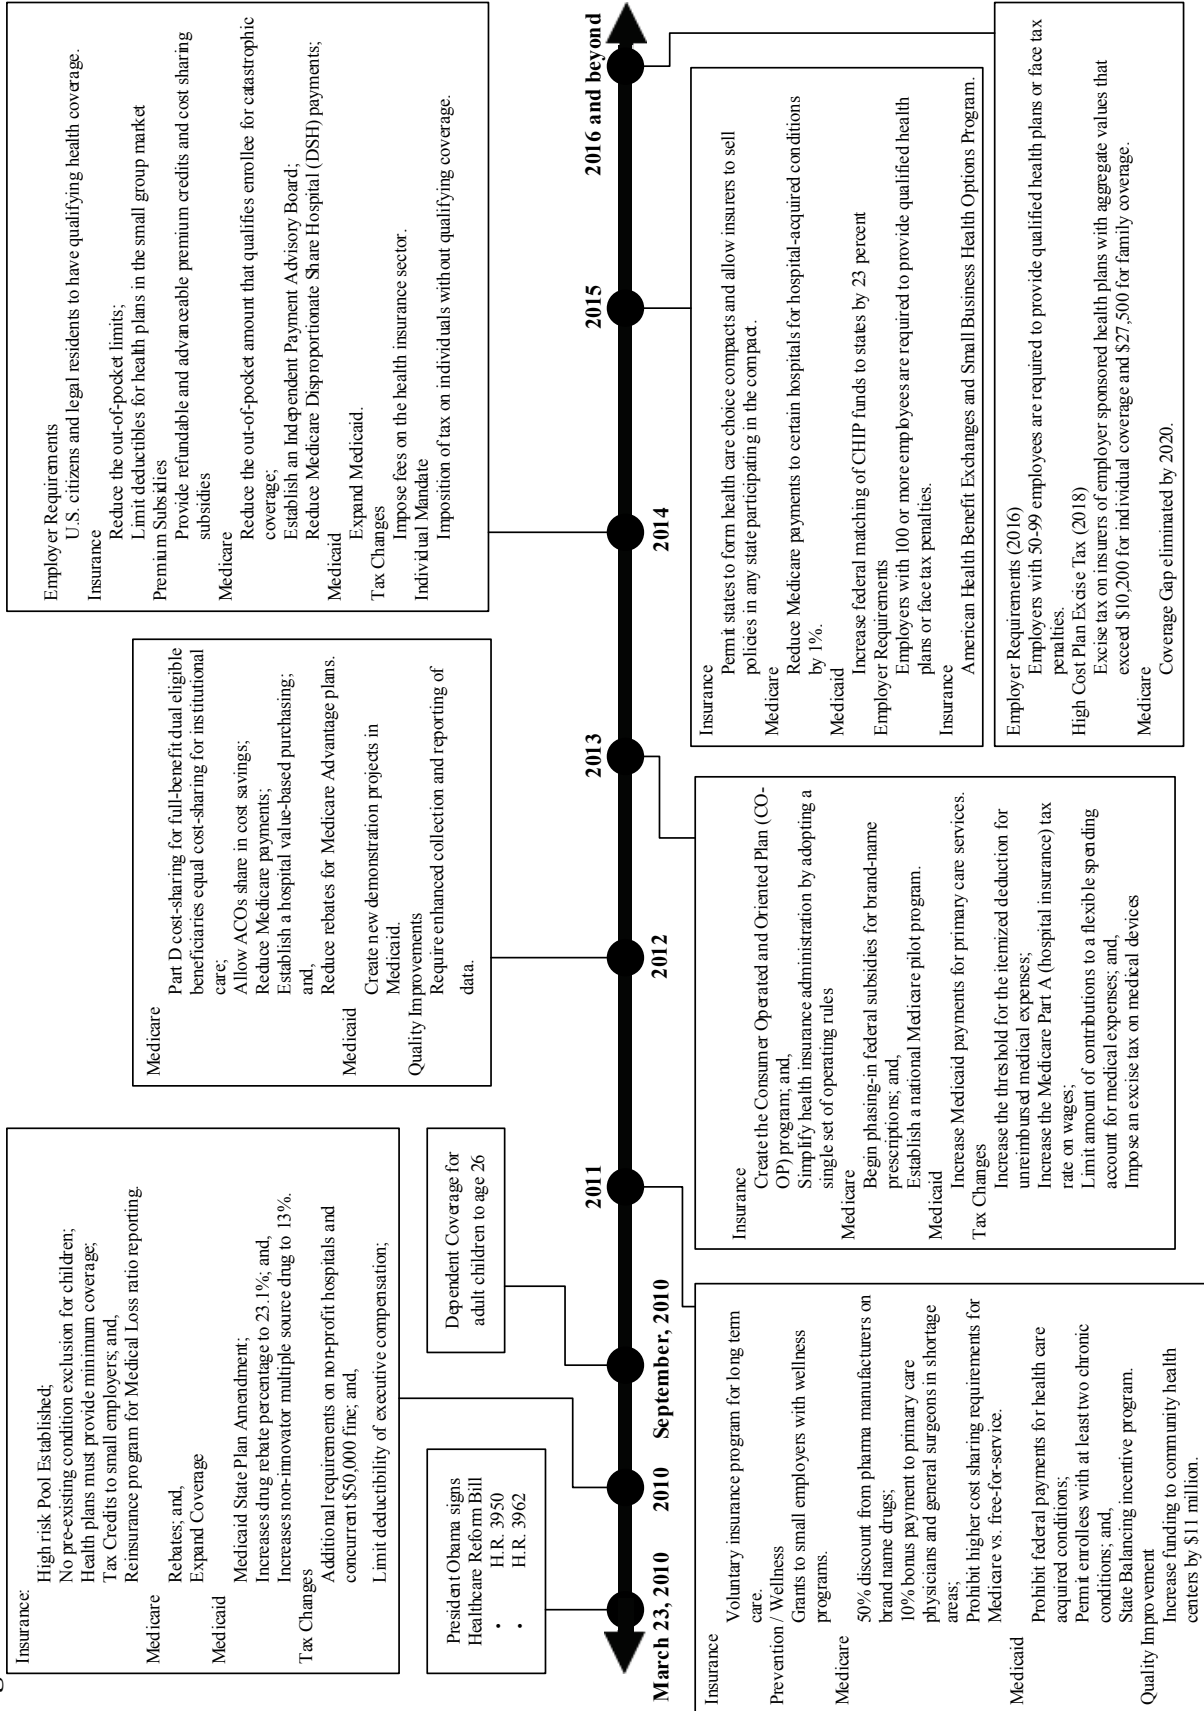 Insurance:
High risk Pool Established;
No pre-existing condition exclusion for children;
Health plans must provide minimum coverage;
Tax Credits to small employers; and,
Reinsurance program for Medical Loss ratio reporting.
Medicare
Rebates; and,
Expand Coverage
Medicaid
Medicaid State Plan Amendment;
Increases drug rebate percentage to 23.1%; and,
Increases non-innovator multiple source drug to 13%.
Tax Changes
Additional requirements on non-profit hospitals and
concurrent $50,000 fine; and,
Limit deductibility of executive compensation;
President Obama signs
Healthcare Reform Bill
• H.R. 3950
• H.R. 3962
Dependent Coverage for
adult children to age 26
Medicare
Part D cost-sharing for full-benefit dual eligible
beneficiaries equal cost-sharing for institutional
care;
Allow ACOs share in cost savings;
Reduce Medicare payments;
Establish a hospital value-based purchasing;
and,
Reduce rebates for Medicare Advantage plans.
Medicaid
Create new demonstration projects in
Medicaid.
Quality Improvements
Require enhanced collection and reporting of
data.
Employer Requirements
U.S. citizens and legal residents to have qualifying health coverage.
Insurance
Reduce the out-of-pocket limits;
Limit deductibles for health plans in the small group market
Premium Subsidies
Provide refundable and advanceable premium credits and cost sharing
subsidies
Medicare
Reduce the out-of-pocket amount that qualifies enrollee for catastrophic
coverage;
Establish an Independent Payment Advisory Board;
Reduce Medicare Disproportionate Share Hospital (DSH) payments;
Medicaid
Expand Medicaid.
Tax Changes
Impose fees on the health insurance sector.
Individual Mandate
Imposition of tax on individuals without qualifying coverage.
March 23, 2010
2010
September, 2010
2011
2012
2013
2014
2015
2016 and beyond
Insurance
Voluntary insurance program for long term
care.
Prevention / Wellness
Grants to small employers with wellness
programs.
Medicare
50% discount from pharma manufacturers on
brand name drugs;
10% bonus payment to primary care
physicians and general surgeons in shortage
areas;
Prohibit higher cost sharing requirements for
Medicare vs. free-for-service.
Medicaid
Prohibit federal payments for health care
acquired conditions;
Permit enrollees with at least two chronic
conditions; and,
State Balancing incentive program.
Quality Improvement
Increase funding to community health
centers by $11 million.
Insurance
Create the Consumer Operated and Oriented Plan (CO-
OP) program; and,
Simplify health insurance administration by adopting a
single set of operating rules
Medicare
Begin phasing-in federal subsidies for brand-name
prescriptions; and,
Establish a national Medicare pilot program.
Medicaid
Increase Medicaid payments for primary care services.
Tax Changes
Increase the threshold for the itemized deduction for
unreimbursed medical expenses;
Increase the Medicare Part A (hospital insurance) tax
rate on wages;
Limit amount of contributions to a flexible spending
account for medical expenses; and,
Impose an excise tax on medical devices
Insurance
Permit states to form health care choice compacts and allow insurers to sell
policies in any state participating in the compact.
Medicare
Reduce Medicare payments to certain hospitals for hospital-acquired conditions
by 1%.
Medicaid
Increase federal matching of CHIP funds to states by 23 percent
Employer Requirements
Employers with 100 or more employees are required to provide qualified health
plans or face tax penalties.
Insurance
American Health Benefit Exchanges and Small Business Health Options Program.
Employer Requirements (2016)
Employers with 50-99 employees are required to provide qualified health plans or face tax
penalties.
High Cost Plan Excise Tax (2018)
Excise tax on insurers of employer sponsored health plans with aggregate values that
exceed $10,200 for individual coverage and $27,500 for family coverage.
Medicare
Coverage Gap eliminated by 2020.